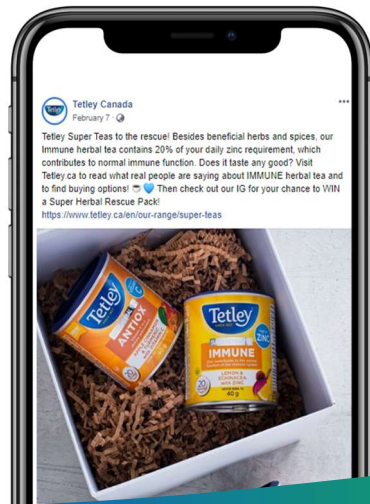 Tetley
Tetley Canada
February 7 ·
Tetley Super Teas to the rescue! Besides beneficial herbs and spices, our
Immune herbal tea contains 20% of your daily zinc requirement, which
contributes to normal immune function. Does it taste any good? Visit
Tetley.ca to read what real people are saying about IMMUNE herbal tea and
to find buying options! ☕💙 Then check out our IG for your chance to WIN
a Super Herbal Rescue Pack!
https://www.tetley.ca/en/our-range/super-teas
Tetley
ANTIOX
Tetley
ZINC
IMMUNE
LEMON &
ECHINACEA
WITH ZINC
20
40 g